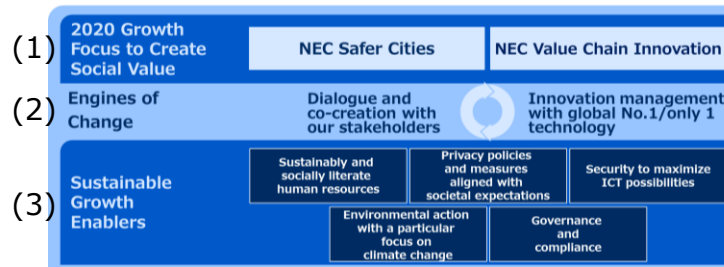 (1)
2020 Growth
Focus to Create
Social Value
NEC Safer Cities
NEC Value Chain Innovation
(2)
Engines of
Change
Dialogue and
co-creation with
our stakeholders
Innovation management
with global No.1/only 1
technology
(3)
Sustainable
Growth
Enablers
Sustainably and
socially literate
human resources
Privacy policies
and measures
aligned with
societal expectations
Security to maximize
ICT possibilities
Environmental action
with a particular
focus on
climate change
Governance
and
compliance